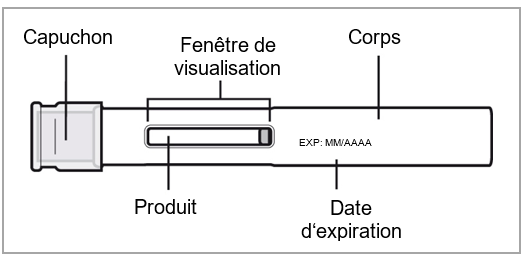 Capuchon
Fenêtre de
visualisation
Corps
EXP: MM/AAAA
Produit
Date
d‘expiration